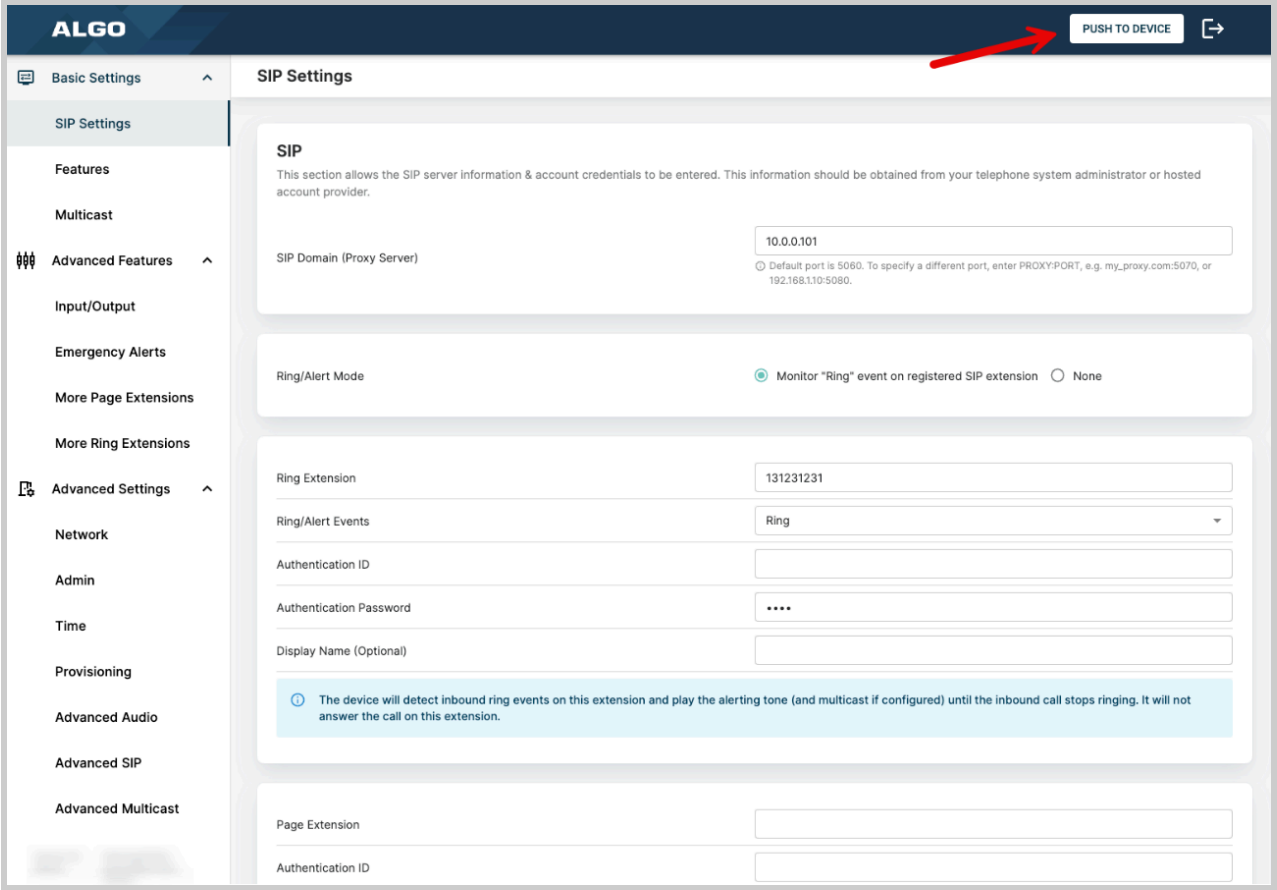 ALGO
PUSH TO DEVICE
Basic Settings
SIP Settings
Features
Multicast
Advanced Features
Input/Output
Emergency Alerts
More Page Extensions
More Ring Extensions
Advanced Settings
Network
Admin
Time
Provisioning
Advanced Audio
Advanced SIP
Advanced Multicast
SIP Settings
SIP
This section allows the SIP server information & account credentials to be entered. This information should be obtained from your telephone system administrator or hosted
account provider.
SIP Domain (Proxy Server)
10.0.0.101
Default port is 5060. To specify a different port, enter PROXY:PORT, e.g. my_proxy.com:5070, or
192.168.1.10:5080.
Ring/Alert Mode
Monitor "Ring" event on registered SIP extension
None
Ring Extension
131231231
Ring/Alert Events
Ring
Authentication ID
Authentication Password
••••
Display Name (Optional)
The device will detect inbound ring events on this extension and play the alerting tone (and multicast if configured) until the inbound call stops ringing. It will not
answer the call on this extension.
Page Extension
Authentication ID